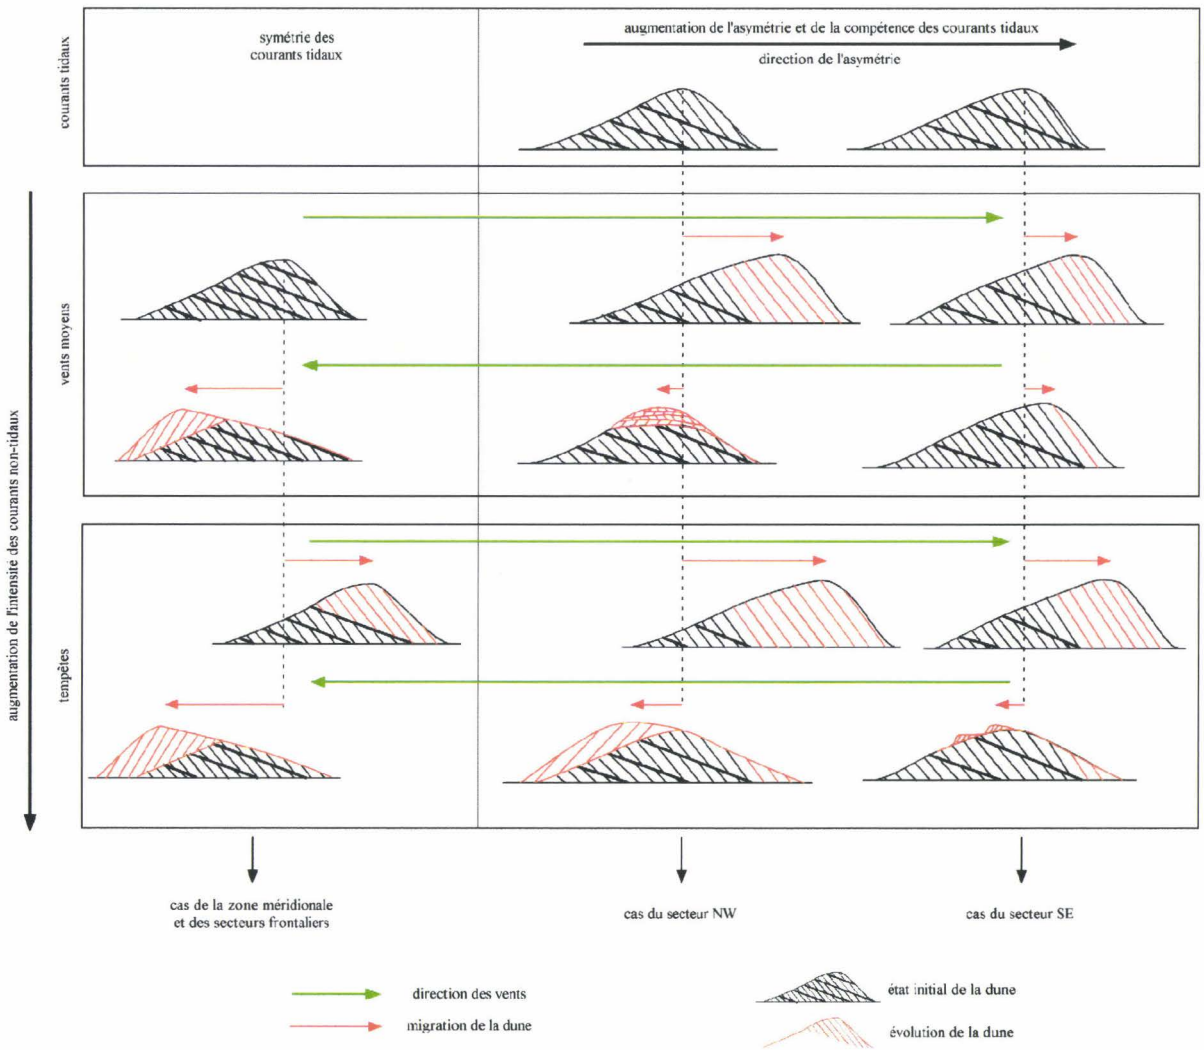 courants tidaux
symétrie des
courants tidaux
augmentation de l'asymétrie et de la compétence des courants tidaux
direction de l'asymétrie
augmentation de l'intensité des courants non-tidaux
vents moyens
tempêtes
cas de la zone méridionale
et des secteurs frontaliers
cas du secteur NW
cas du secteur SE
direction des vents
migration de la dune
état initial de la dune
évolution de la dune